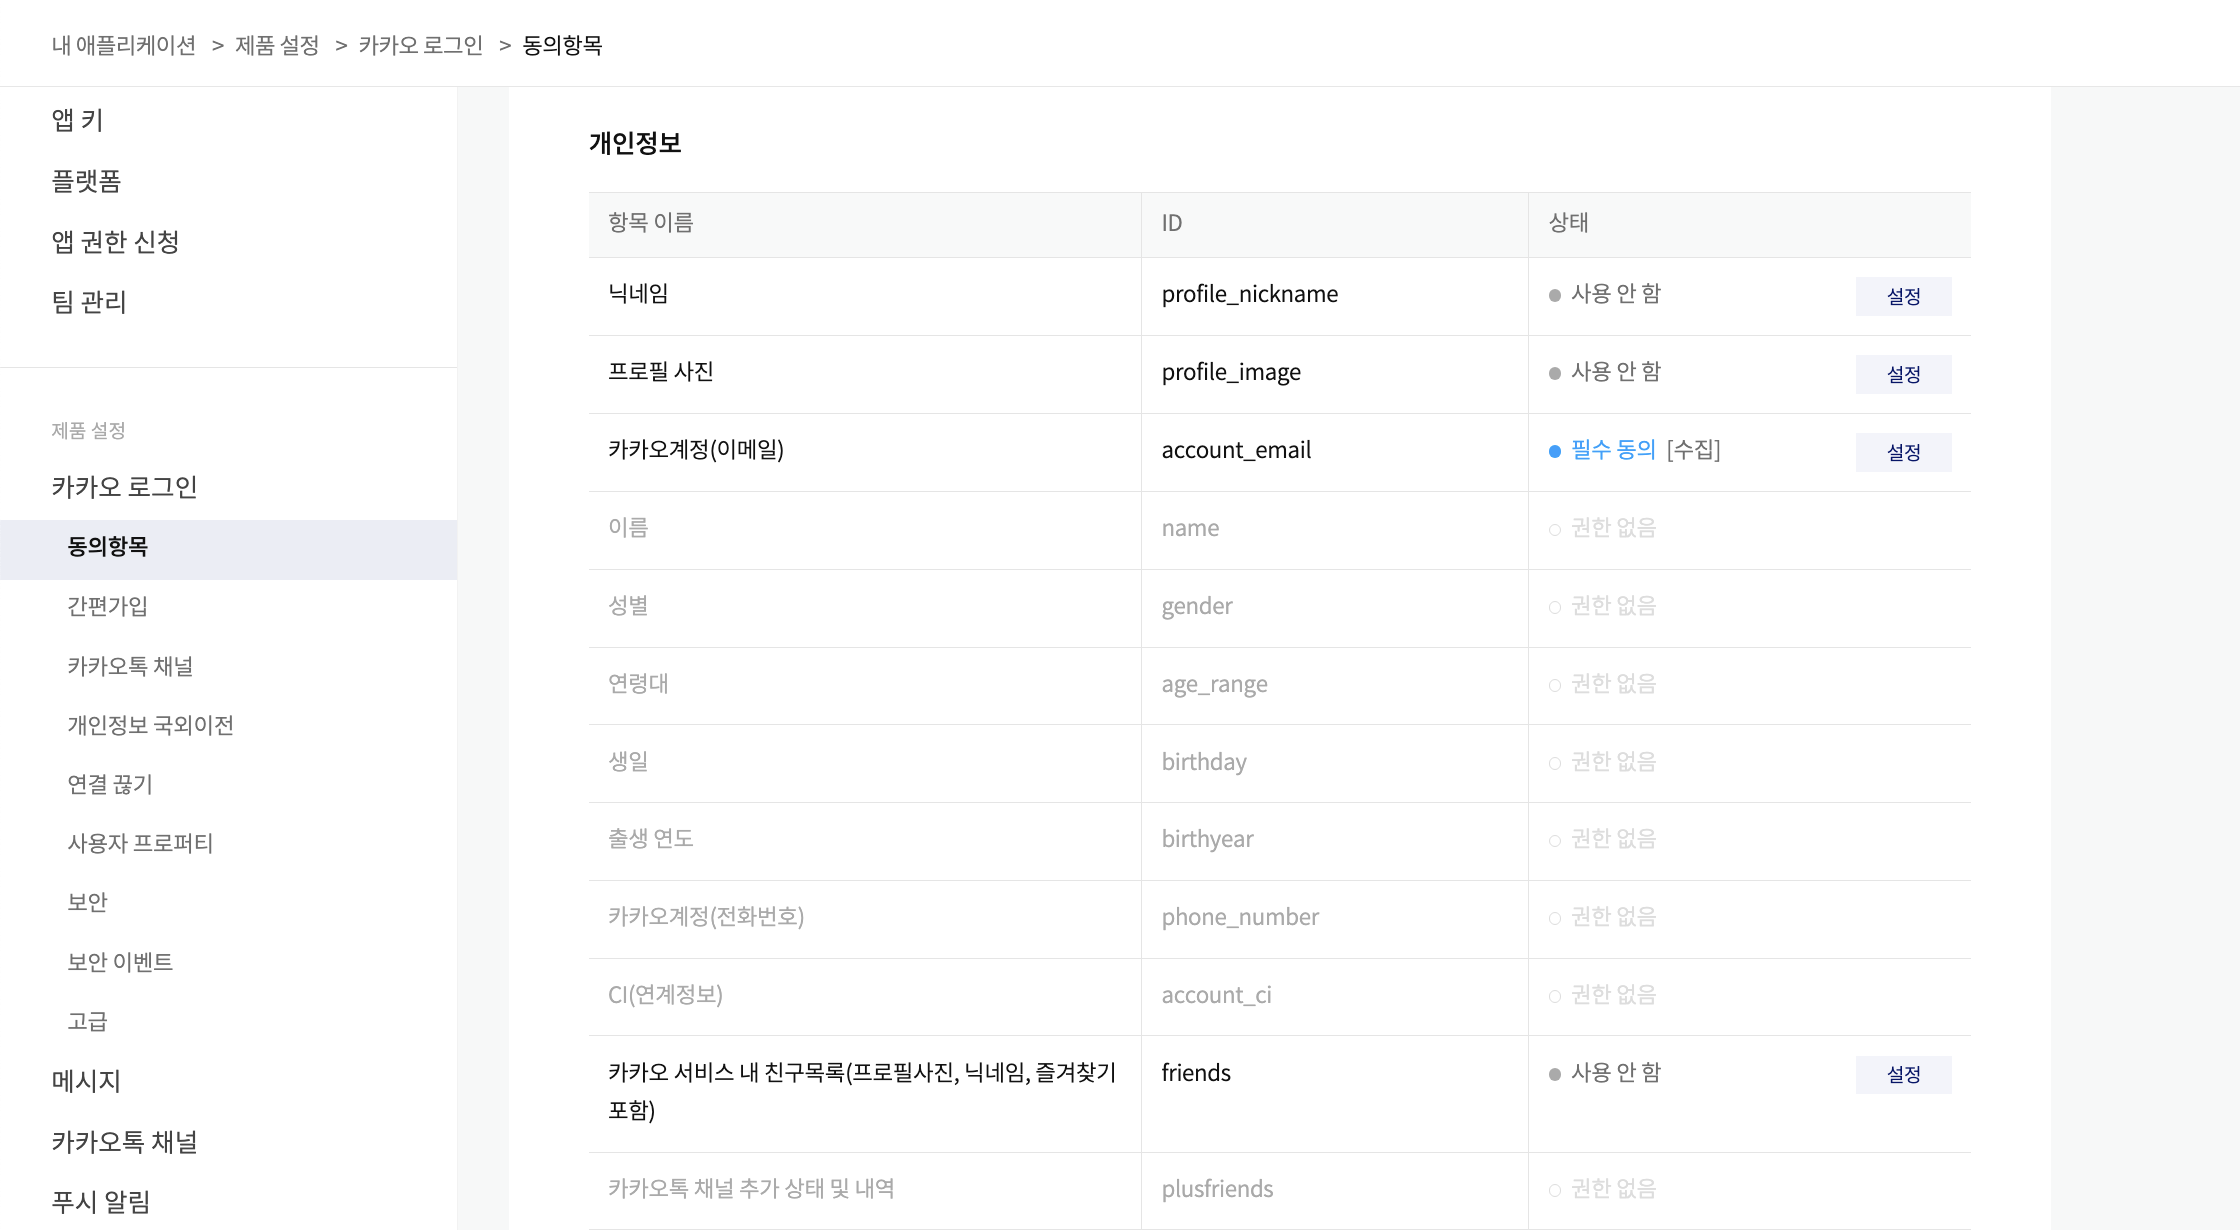 내 애플리케이션 > 제품 설정 > 카카오 로그인 > 동의항목
앱 키
플랫폼
앱 권한 신청
팀 관리
제품 설정
카카오 로그인
동의항목
간편가입
카카오톡 채널
개인정보 국외이전
연결 끊기
사용자 프로퍼티
보안
보안 이벤트
고급
메시지
카카오톡 채널
푸시 알림
개인정보
항목 이름 ID 상태
닉네임 profile_nickname 사용 안 함 설정
프로필 사진 profile_image 사용 안 함 설정
카카오계정(이메일) account_email 필수 동의 [수집] 설정
이름 name 권한 없음
성별 gender 권한 없음
연령대 age_range 권한 없음
생일 birthday 권한 없음
출생 연도 birthyear 권한 없음
카카오계정(전화번호) phone_number 권한 없음
CI(연계정보) account_ci 권한 없음
카카오 서비스 내 친구목록(프로필사진, 닉네임, 즐겨찾기 friends 사용 안 함 설정
포함)
카카오톡 채널 추가 상태 및 내역 plusfriends 권한 없음